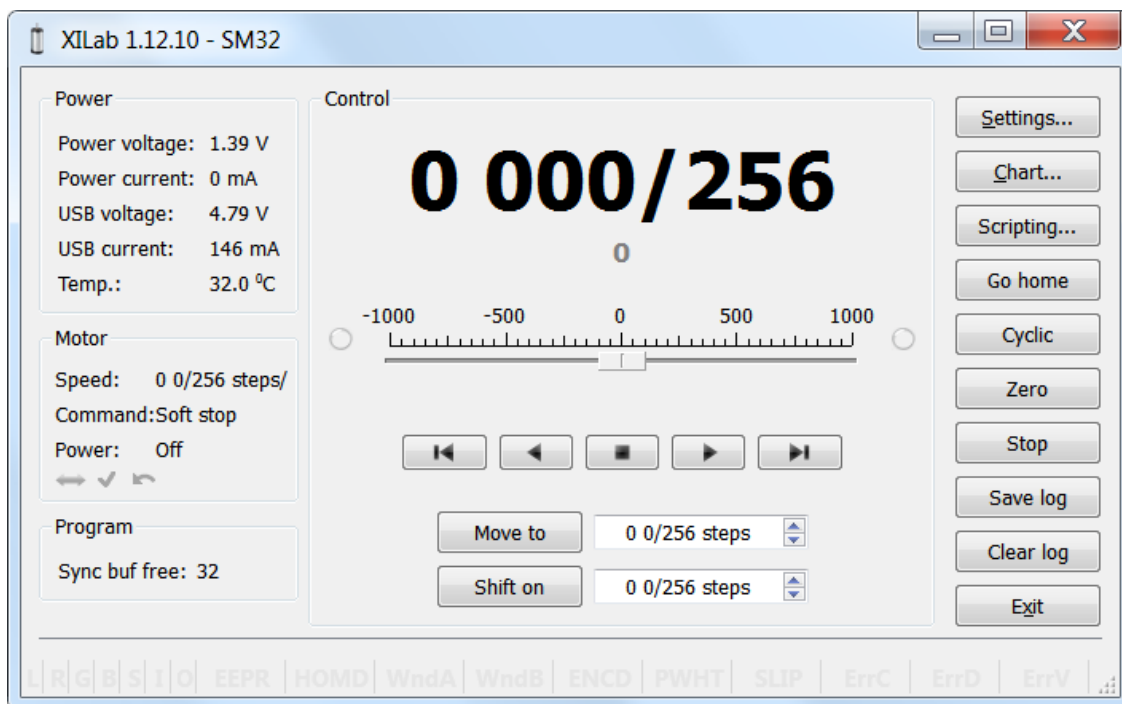 XILab 1.12.10 - SM32
Power
Power voltage: 1.39 V
Power current: 0 mA
USB voltage: 4.79 V
USB current: 146 mA
Temp.: 32.0 ⁰C
Motor
Speed: 0 0/256 steps/
Command:Soft stop
Power: Off
Program
Sync buf free: 32
Control
0 000/256
0
-1000 -500 0 500 1000
Move to 0 0/256 steps
Shift on 0 0/256 steps
Settings...
Chart...
Scripting...
Go home
Cyclic
Zero
Stop
Save log
Clear log
Exit
L R G B S I O EEPR HOMD WndA WndB ENCD PWHT SLIP ErrC ErrD ErrV